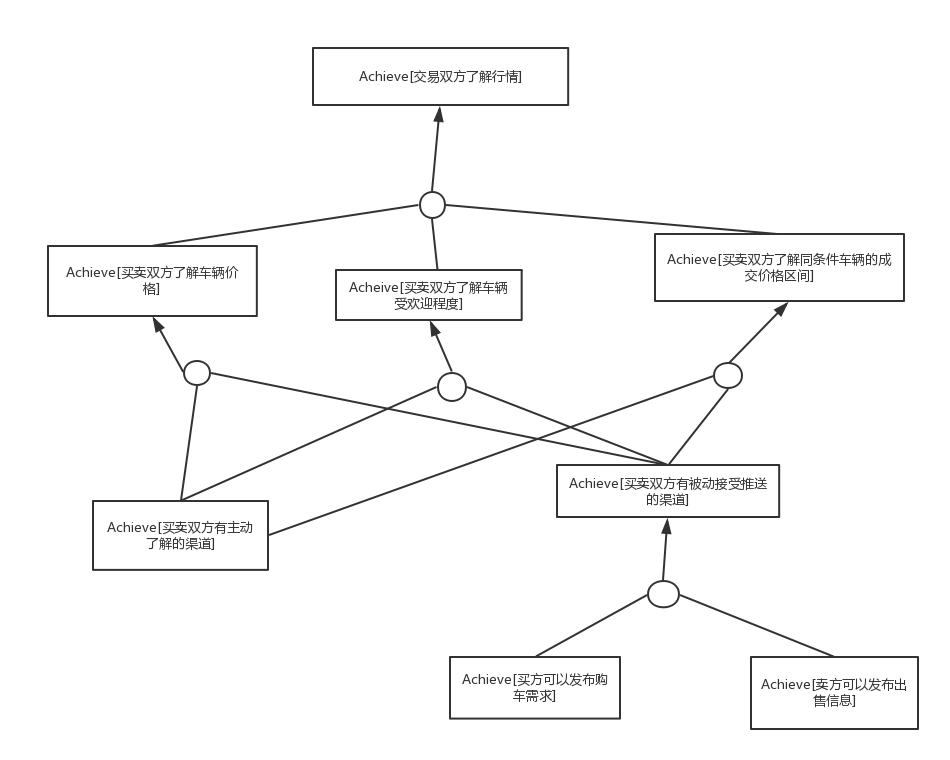 Achieve[交易双方了解行情]
Achieve[买卖双方了解车辆价
格]
Acheive[买卖双方了解车辆
受欢迎程度]
Achieve[买卖双方了解同条件车辆的成
交价格区间]
Achieve[买卖双方有主动
了解的渠道]
Achieve[买卖双方有被动接受推送
的渠道]
Achieve[买方可以发布购
车需求]
Achieve[卖方可以发布出
售信息]